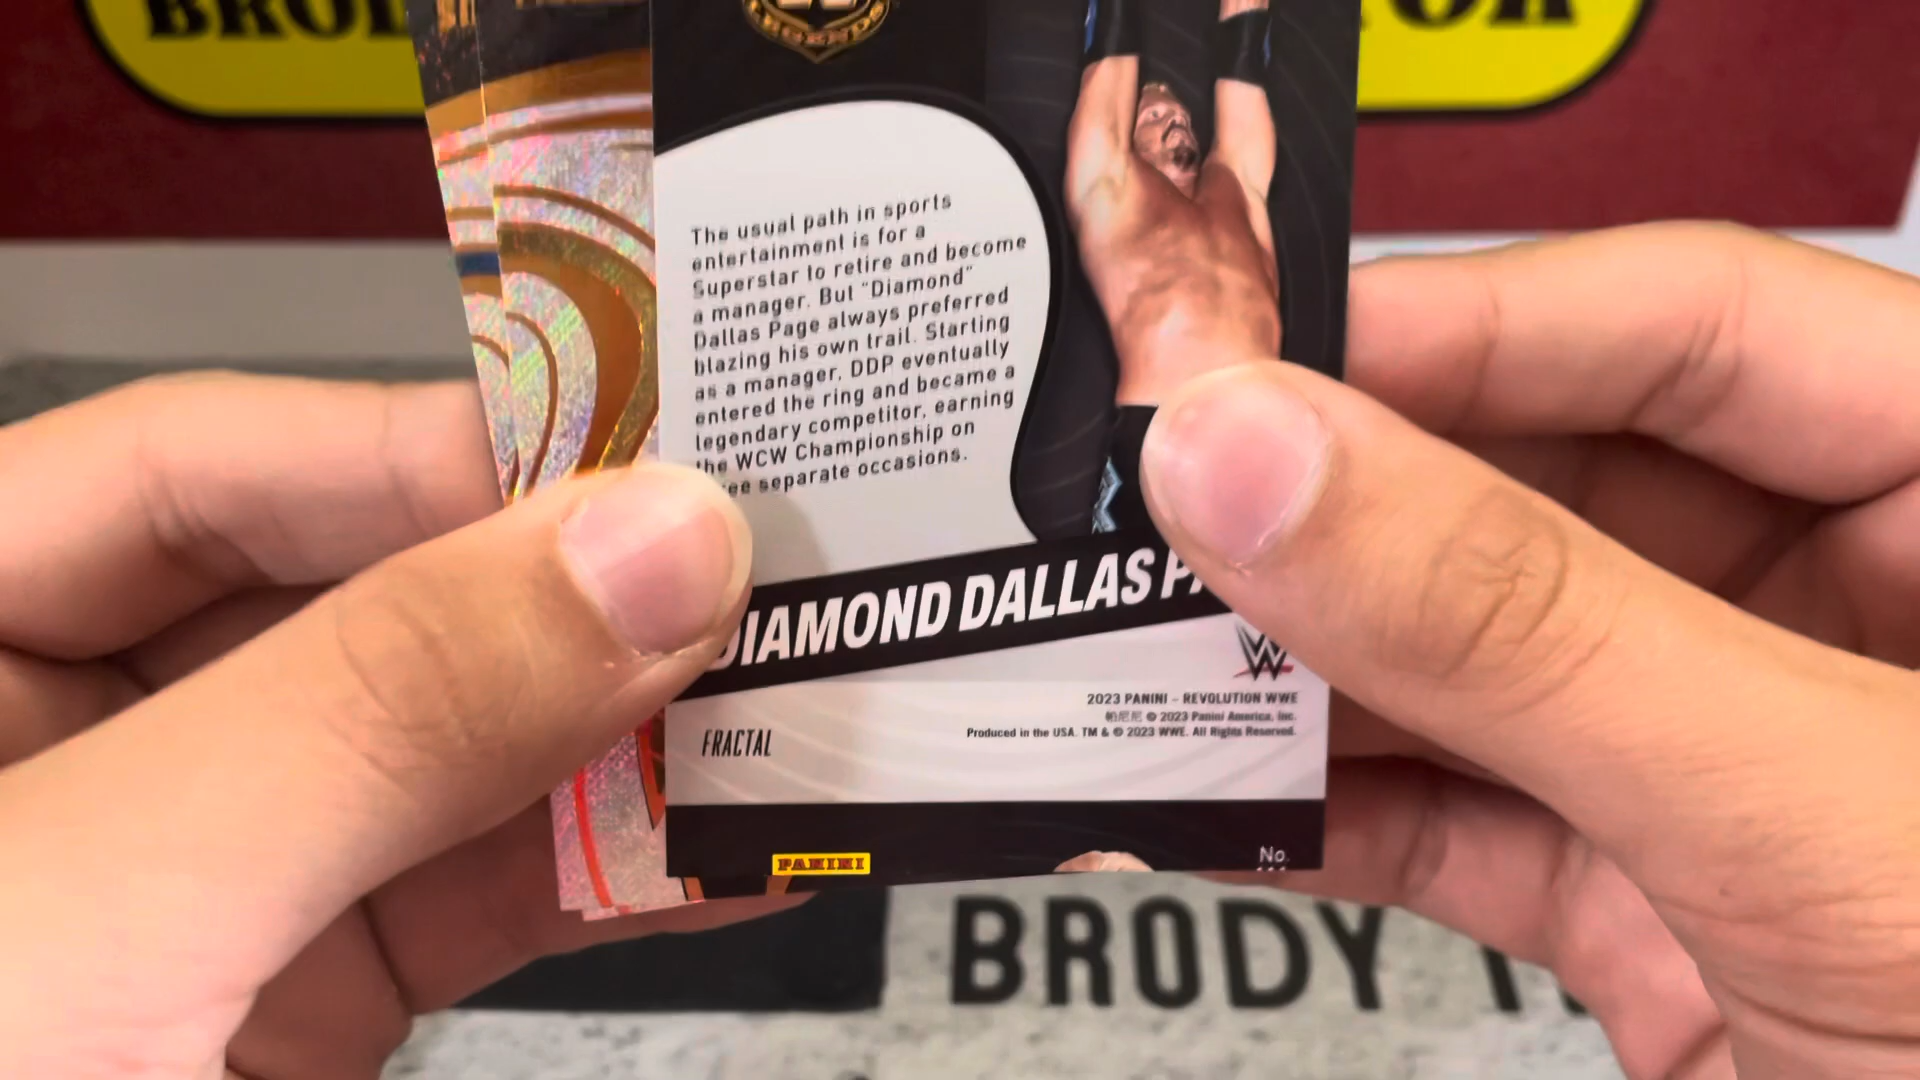 LEGENDS
The usual path in sports
entertainment is for a
Superstar to retire and become
a manager. But "Diamond"
Dallas Page always preferred
blazing his own trail. Starting
as a manager, DDP eventually
entered the ring and became a
legendary competitor, earning
the WCW Championship on
ee separate occasions.
DIAMOND DALLAS P
W
2023 PANINI - REVOLUTION WWE
帕尼尼 © 2023 Panini America, Inc.
Produced in the USA. TM & © 2023 WWE. All Rights Reserved.
FRACTAL
PANINI
No.
BRODY